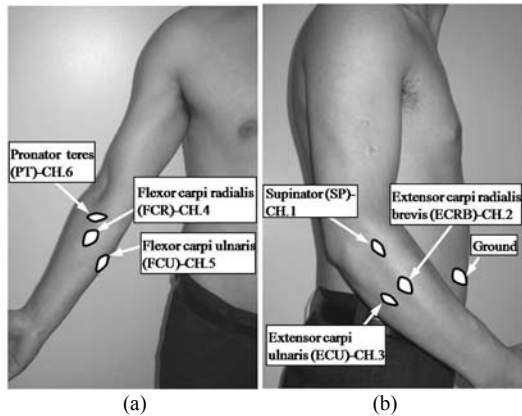 (a)
Pronator teres
(PT)-CH.6
Flexor carpi radialis
(FCR)-CH.4
Flexor carpi ulnaris
(FCU)-CH.5
(b)
Supinator (SP)-
CH.1
Extensor carpi radialis
brevis (ECRB)-CH.2
Ground
Extensor carpi
ulnaris (ECU)-CH.3
(a)
(b)